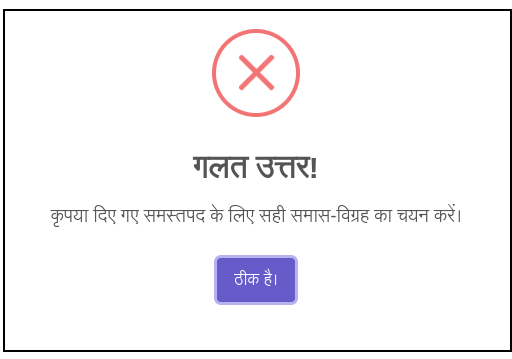 गलत उत्तर!
कृपया दिए गए समस्तपद के लिए सही समास-विग्रह का चयन करें।
ठीक है।